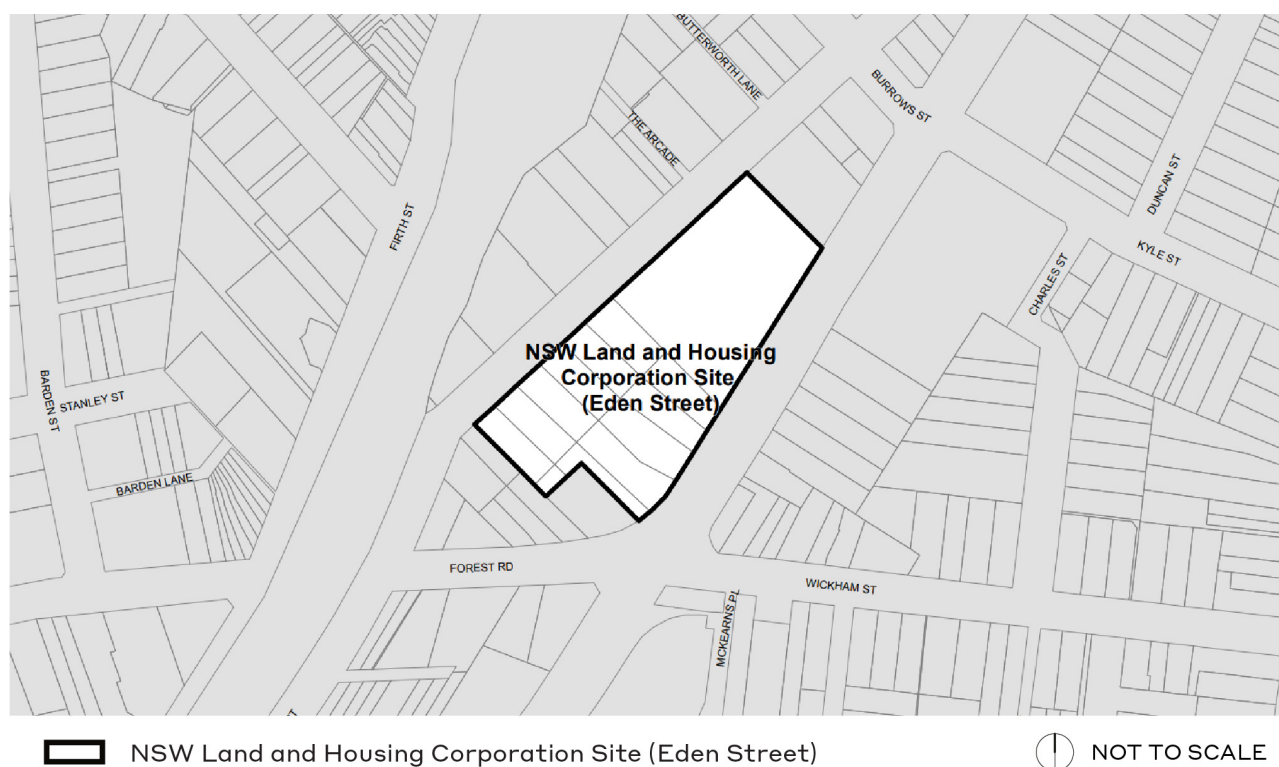 BUTTERWORTH LANE
THE ARCADE
BURROWS ST
DUNCAN ST
KYLE ST
CHARLES ST
FIRTH ST
NSW Land and Housing
Corporation Site
(Eden Street)
BARDEN ST
STANLEY ST
BARDEN LANE
FOREST RD
WICKHAM ST
MCKEARNS PL
NSW Land and Housing Corporation Site (Eden Street)
NOT TO SCALE